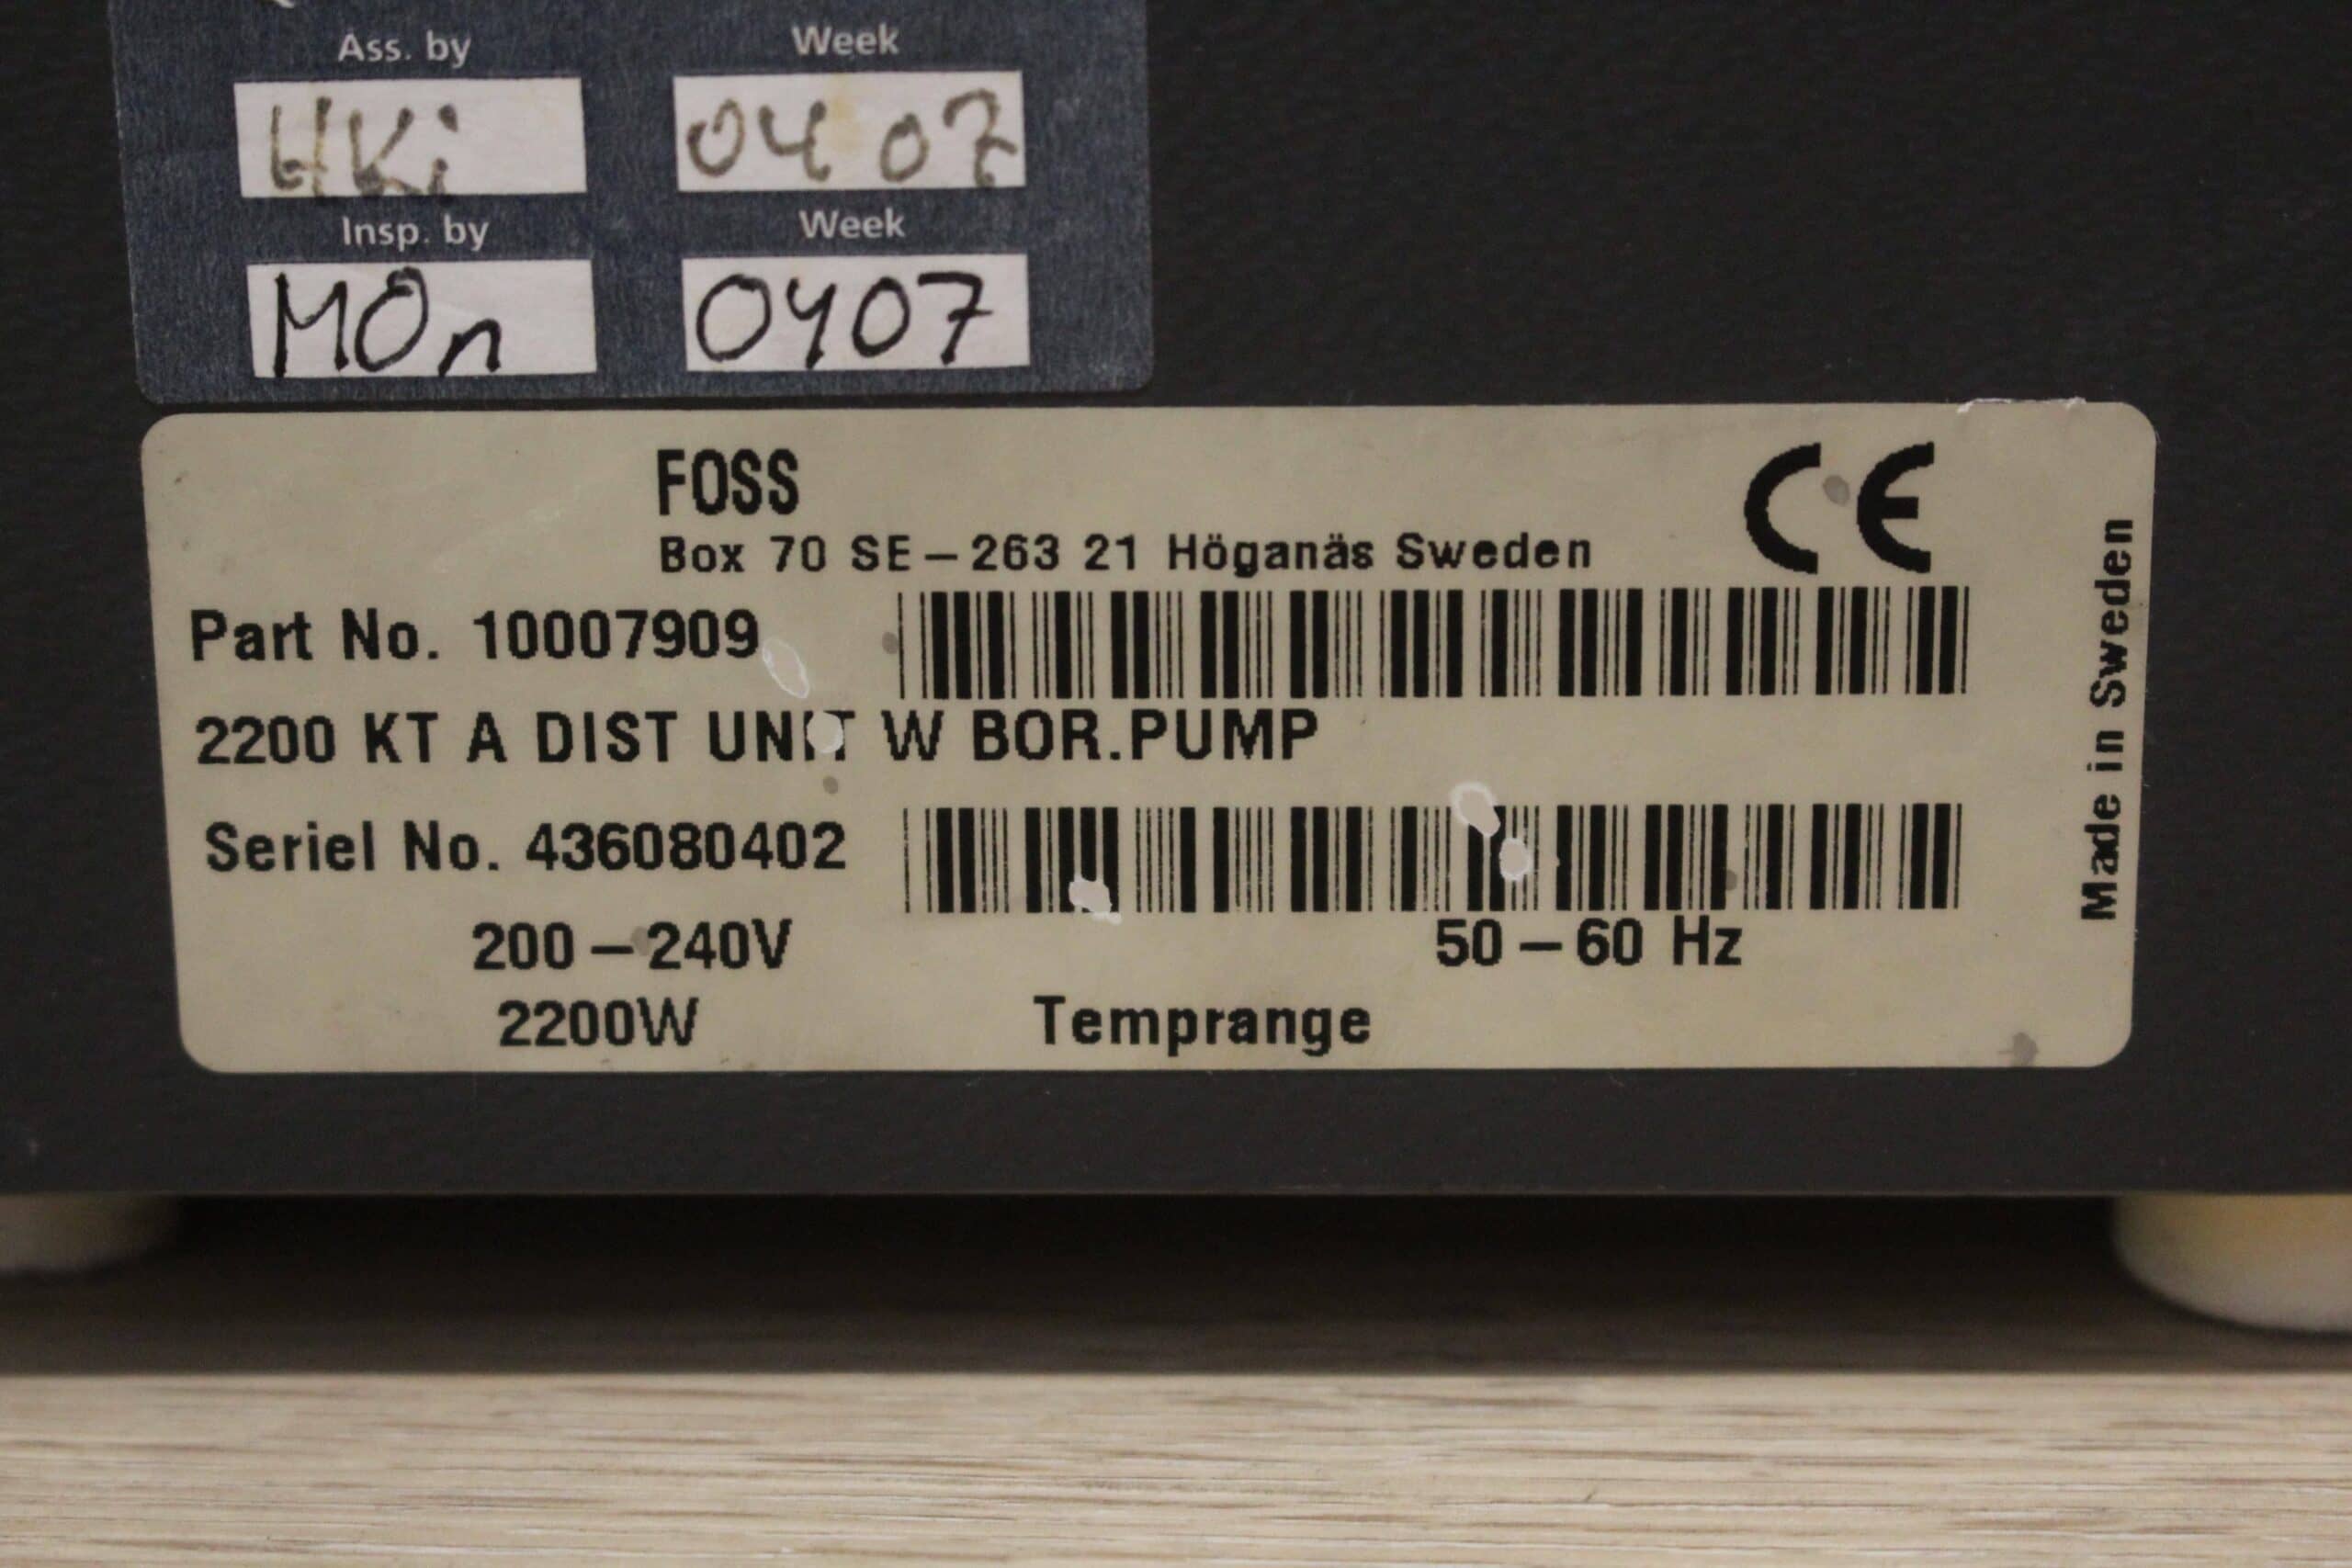 Ass. by Week
HKi 0407
Insp. by Week
MÖn 0407
FOSS
CE
Box 70 SE-263 21 Höganäs Sweden
Part No. 10007909
2200 KT A DIST UNIT W BOR.PUMP
Seriel No. 436080402
200-240V 50-60 Hz
2200W Temprange
Made in Sweden